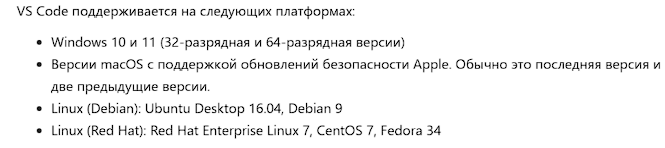 VS Code поддерживается на следующих платформах:
• Windows 10 и 11 (32-разрядная и 64-разрядная версии)
• Версии macOS с поддержкой обновлений безопасности Apple. Обычно это последняя версия и
две предыдущие версии.
• Linux (Debian): Ubuntu Desktop 16.04, Debian 9
• Linux (Red Hat): Red Hat Enterprise Linux 7, CentOS 7, Fedora 34